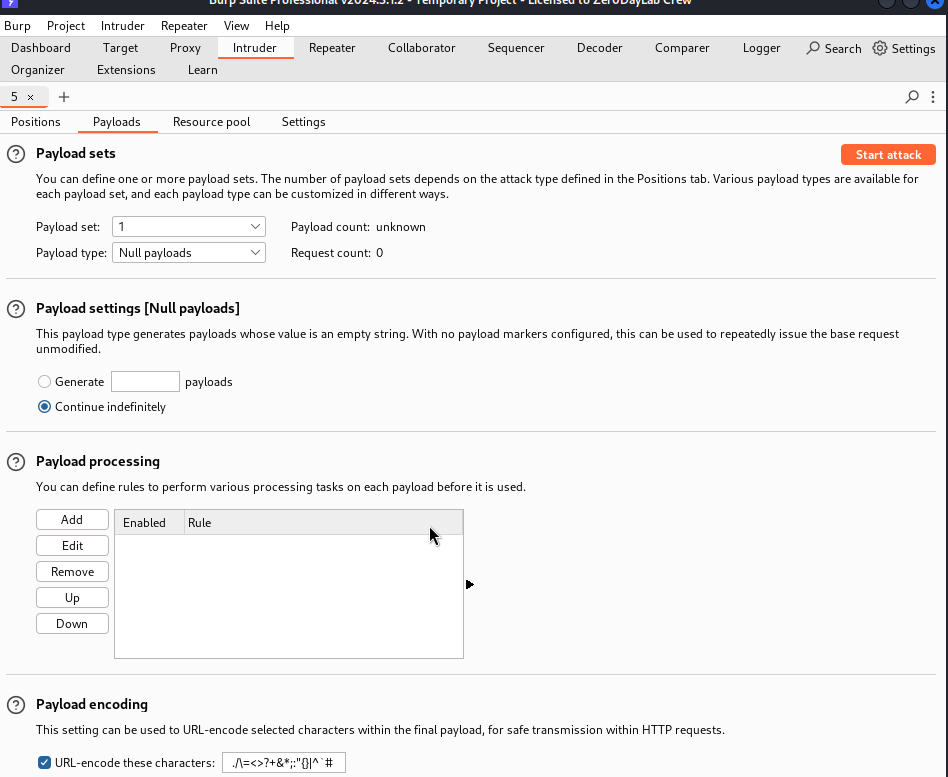 Burp Suite Professional v2024.3.1.2 - Temporary Project - Licensed to ZeroDayLab Crew
Burp Project Intruder Repeater View Help
Dashboard Target Proxy Intruder Repeater Collaborator Sequencer Decoder Comparer Logger Search Settings
Organizer Extensions Learn
5 × +
Positions Payloads Resource pool Settings
? Payload sets Start attack
You can define one or more payload sets. The number of payload sets depends on the attack type defined in the Positions tab. Various payload types are available for
each payload set, and each payload type can be customized in different ways.
Payload set: 1 Payload count: unknown
Payload type: Null payloads Request count: 0
? Payload settings [Null payloads]
This payload type generates payloads whose value is an empty string. With no payload markers configured, this can be used to repeatedly issue the base request
unmodified.
Generate payloads
Continue indefinitely
? Payload processing
You can define rules to perform various processing tasks on each payload before it is used.
Add Enabled Rule
Edit
Remove
Up
Down
? Payload encoding
This setting can be used to URL-encode selected characters within the final payload, for safe transmission within HTTP requests.
URL-encode these characters: ./\=<>?+&*;:"{}|^`#